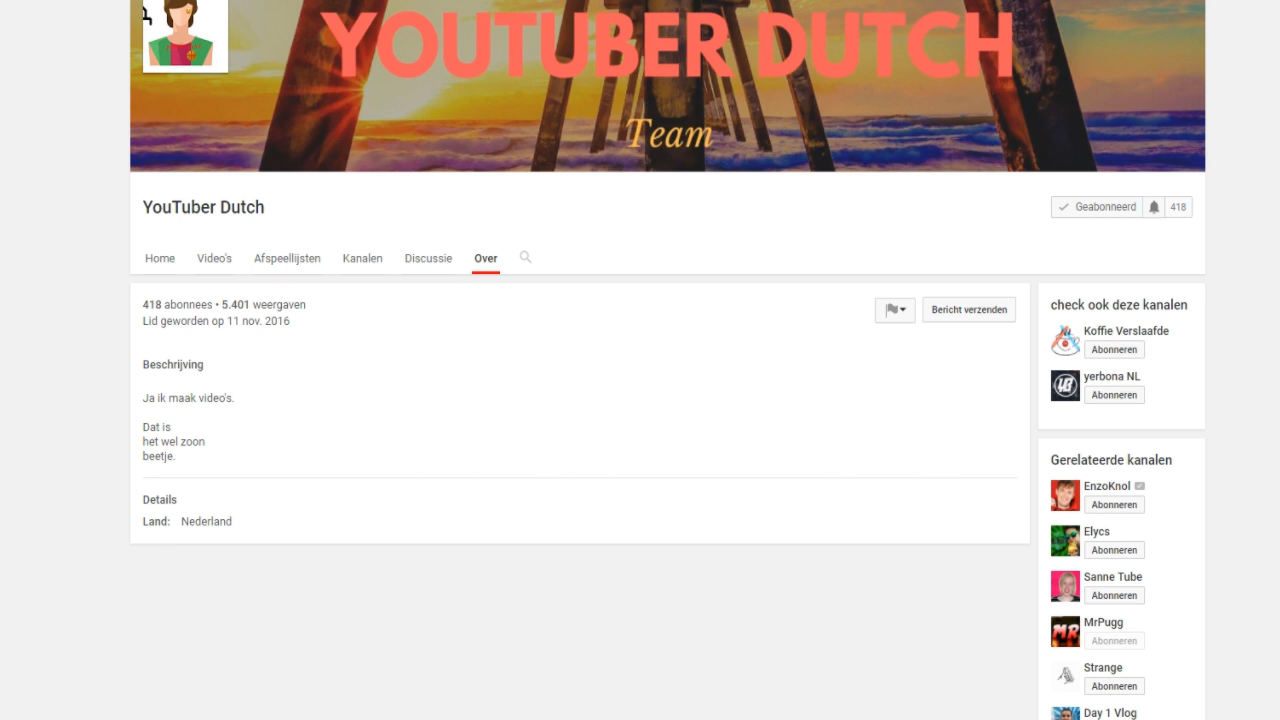 YOUTUBER DUTCH
Team
YouTuber Dutch
Geabonneerd 418
Home Video's Afspeellijsten Kanalen Discussie Over
418 abonnees • 5.401 weergaven
Lid geworden op 11 nov. 2016
Bericht verzenden
Beschrijving
Ja ik maak video's.
Dat is
het wel zoon
beetje.
Details
Land: Nederland
check ook deze kanalen
Koffie Verslaafde
Abonneren
yerbona NL
Abonneren
Gerelateerde kanalen
EnzoKnol
Abonneren
Elycs
Abonneren
Sanne Tube
Abonneren
MR
MrPugg
Abonneren
Strange
Abonneren
Day 1 Vlog